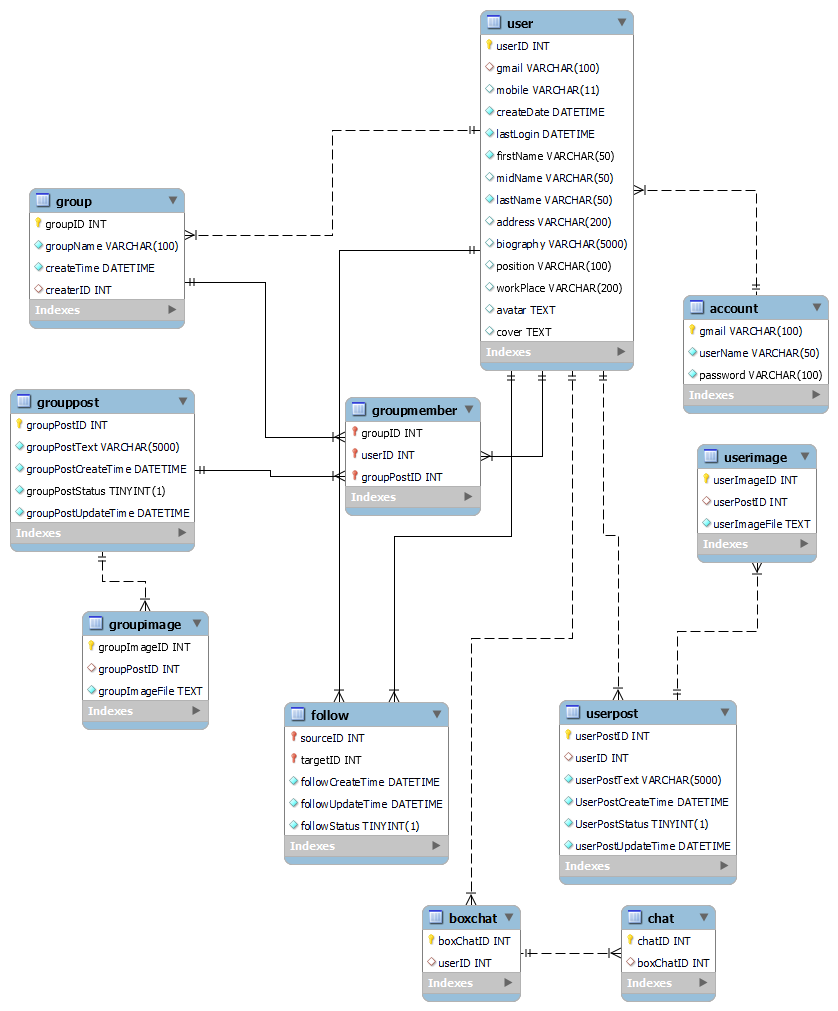 user
userID INT
gmail VARCHAR(100)
mobile VARCHAR(11)
createDate DATETIME
lastLogin DATETIME
firstName VARCHAR(50)
midName VARCHAR(50)
lastName VARCHAR(50)
address VARCHAR(200)
biography VARCHAR(5000)
position VARCHAR(100)
workPlace VARCHAR(200)
avatar TEXT
cover TEXT
Indexes
group
groupID INT
groupName VARCHAR(100)
createTime DATETIME
createrID INT
Indexes
account
gmail VARCHAR(100)
userName VARCHAR(50)
password VARCHAR(100)
Indexes
grouppost
groupPostID INT
groupPostText VARCHAR(5000)
groupPostCreateTime DATETIME
groupPostStatus TINYINT(1)
groupPostUpdateTime DATETIME
Indexes
groupmember
groupID INT
userID INT
groupPostID INT
Indexes
userimage
userImageID INT
userPostID INT
userImageFile TEXT
Indexes
groupimage
groupImageID INT
groupPostID INT
groupImageFile TEXT
Indexes
follow
sourceID INT
targetID INT
followCreateTime DATETIME
followUpdateTime DATETIME
followStatus TINYINT(1)
Indexes
userpost
userPostID INT
userID INT
userPostText VARCHAR(5000)
UserPostCreateTime DATETIME
UserPostStatus TINYINT(1)
userPostUpdateTime DATETIME
Indexes
boxchat
boxChatID INT
userID INT
Indexes
chat
chatID INT
boxChatID INT
Indexes